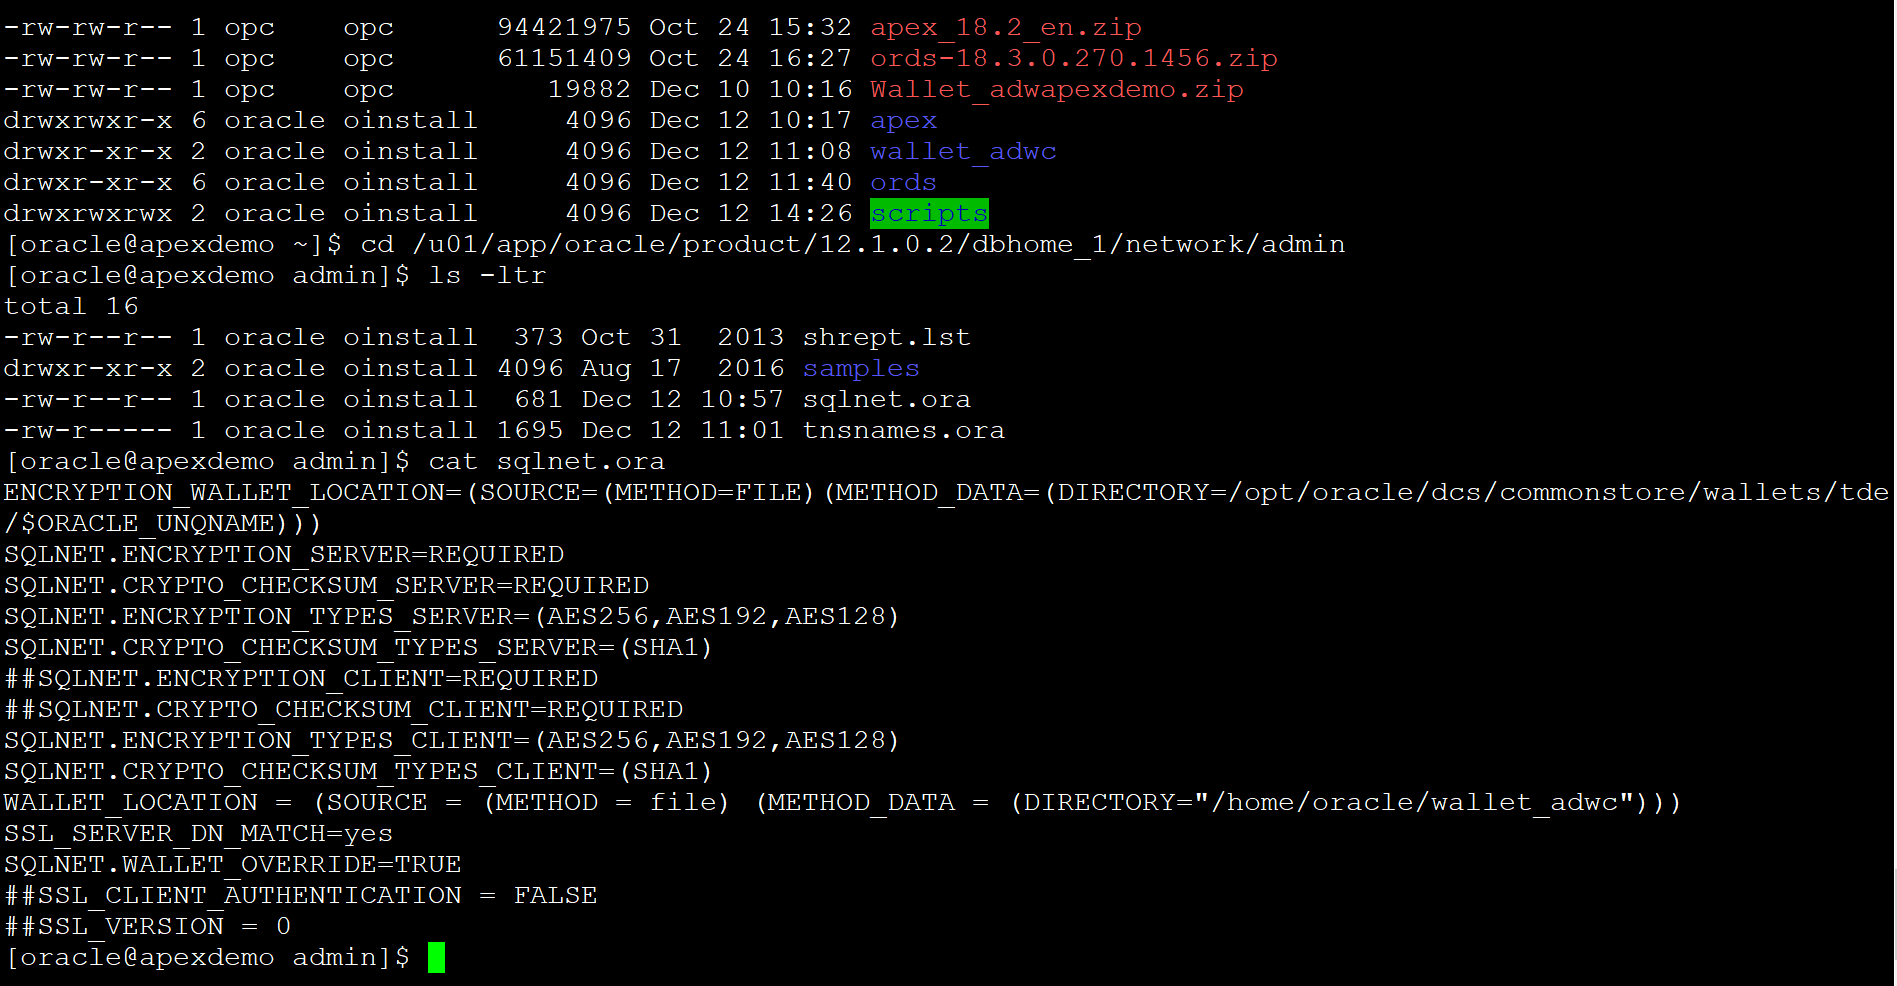 -rw-rw-r-- 1 opc    opc      94421975 Oct 24 15:32 apex_18.2_en.zip
-rw-rw-r-- 1 opc    opc      61151409 Oct 24 16:27 ords-18.3.0.270.1456.zip
-rw-rw-r-- 1 opc    opc         19882 Dec 10 10:16 Wallet_adwapexdemo.zip
drwxrwxr-x 6 oracle oinstall     4096 Dec 12 10:17 apex
drwxr-xr-x 2 oracle oinstall     4096 Dec 12 11:08 wallet_adwc
drwxr-xr-x 6 oracle oinstall     4096 Dec 12 11:40 ords
drwxrwxrwx 2 oracle oinstall     4096 Dec 12 14:26 scripts
[oracle@apexdemo ~]$ cd /u01/app/oracle/product/12.1.0.2/dbhome_1/network/admin
[oracle@apexdemo admin]$ ls -ltr
total 16
-rw-r--r-- 1 oracle oinstall  373 Oct 31  2013 shrept.lst
drwxr-xr-x 2 oracle oinstall 4096 Aug 17  2016 samples
-rw-r--r-- 1 oracle oinstall  681 Dec 12 10:57 sqlnet.ora
-rw-r----- 1 oracle oinstall 1695 Dec 12 11:01 tnsnames.ora
[oracle@apexdemo admin]$ cat sqlnet.ora
ENCRYPTION_WALLET_LOCATION=(SOURCE=(METHOD=FILE)(METHOD_DATA=(DIRECTORY=/opt/oracle/dcs/commonstore/wallets/tde
/$ORACLE_UNQNAME)))
SQLNET.ENCRYPTION_SERVER=REQUIRED
SQLNET.CRYPTO_CHECKSUM_SERVER=REQUIRED
SQLNET.ENCRYPTION_TYPES_SERVER=(AES256,AES192,AES128)
SQLNET.CRYPTO_CHECKSUM_TYPES_SERVER=(SHA1)
##SQLNET.ENCRYPTION_CLIENT=REQUIRED
##SQLNET.CRYPTO_CHECKSUM_CLIENT=REQUIRED
SQLNET.ENCRYPTION_TYPES_CLIENT=(AES256,AES192,AES128)
SQLNET.CRYPTO_CHECKSUM_TYPES_CLIENT=(SHA1)
WALLET_LOCATION = (SOURCE = (METHOD = file) (METHOD_DATA = (DIRECTORY="/home/oracle/wallet_adwc")))
SSL_SERVER_DN_MATCH=yes
SQLNET.WALLET_OVERRIDE=TRUE
##SSL_CLIENT_AUTHENTICATION = FALSE
##SSL_VERSION = 0
[oracle@apexdemo admin]$